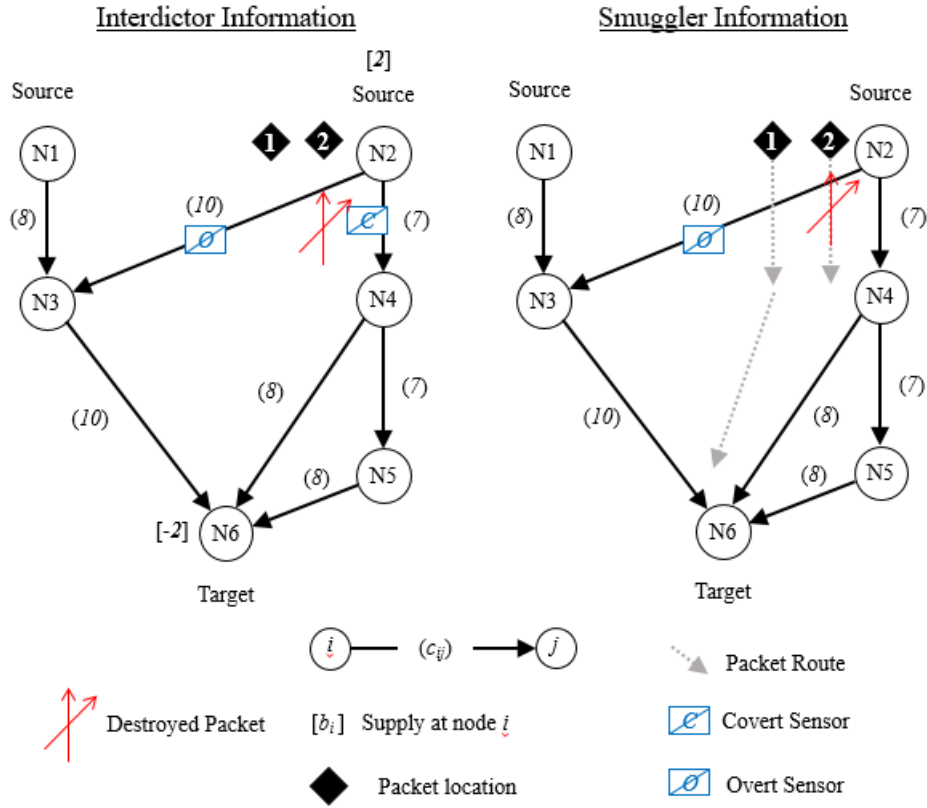 Interdictor Information
Smuggler Information
[2]
Source
Source
Source
Source
1
2
1
2
N1
N2
N1
N2
(8)
(10)
O
C
(7)
(8)
(10)
O
(7)
N3
N4
N3
N4
(10)
(8)
(7)
(10)
(8)
(7)
N5
N5
(8)
(8)
[-2]
N6
N6
Target
Target
i
(cij)
j
Packet Route
Destroyed Packet
[bi] Supply at node i
C
Covert Sensor
Packet location
O
Overt Sensor